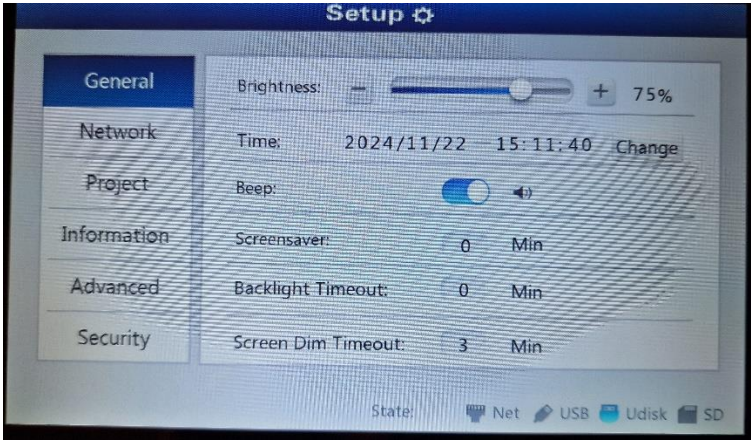 Setup
General
Network
Project
Information
Advanced
Security
Brightness: - + 75%
Time: 2024/11/22 15:11:40 Change
Beep:
Screensaver: 0 Min
Backlight Timeout: 0 Min
Screen Dim Timeout: 3 Min
State: Net USB Udisk SD